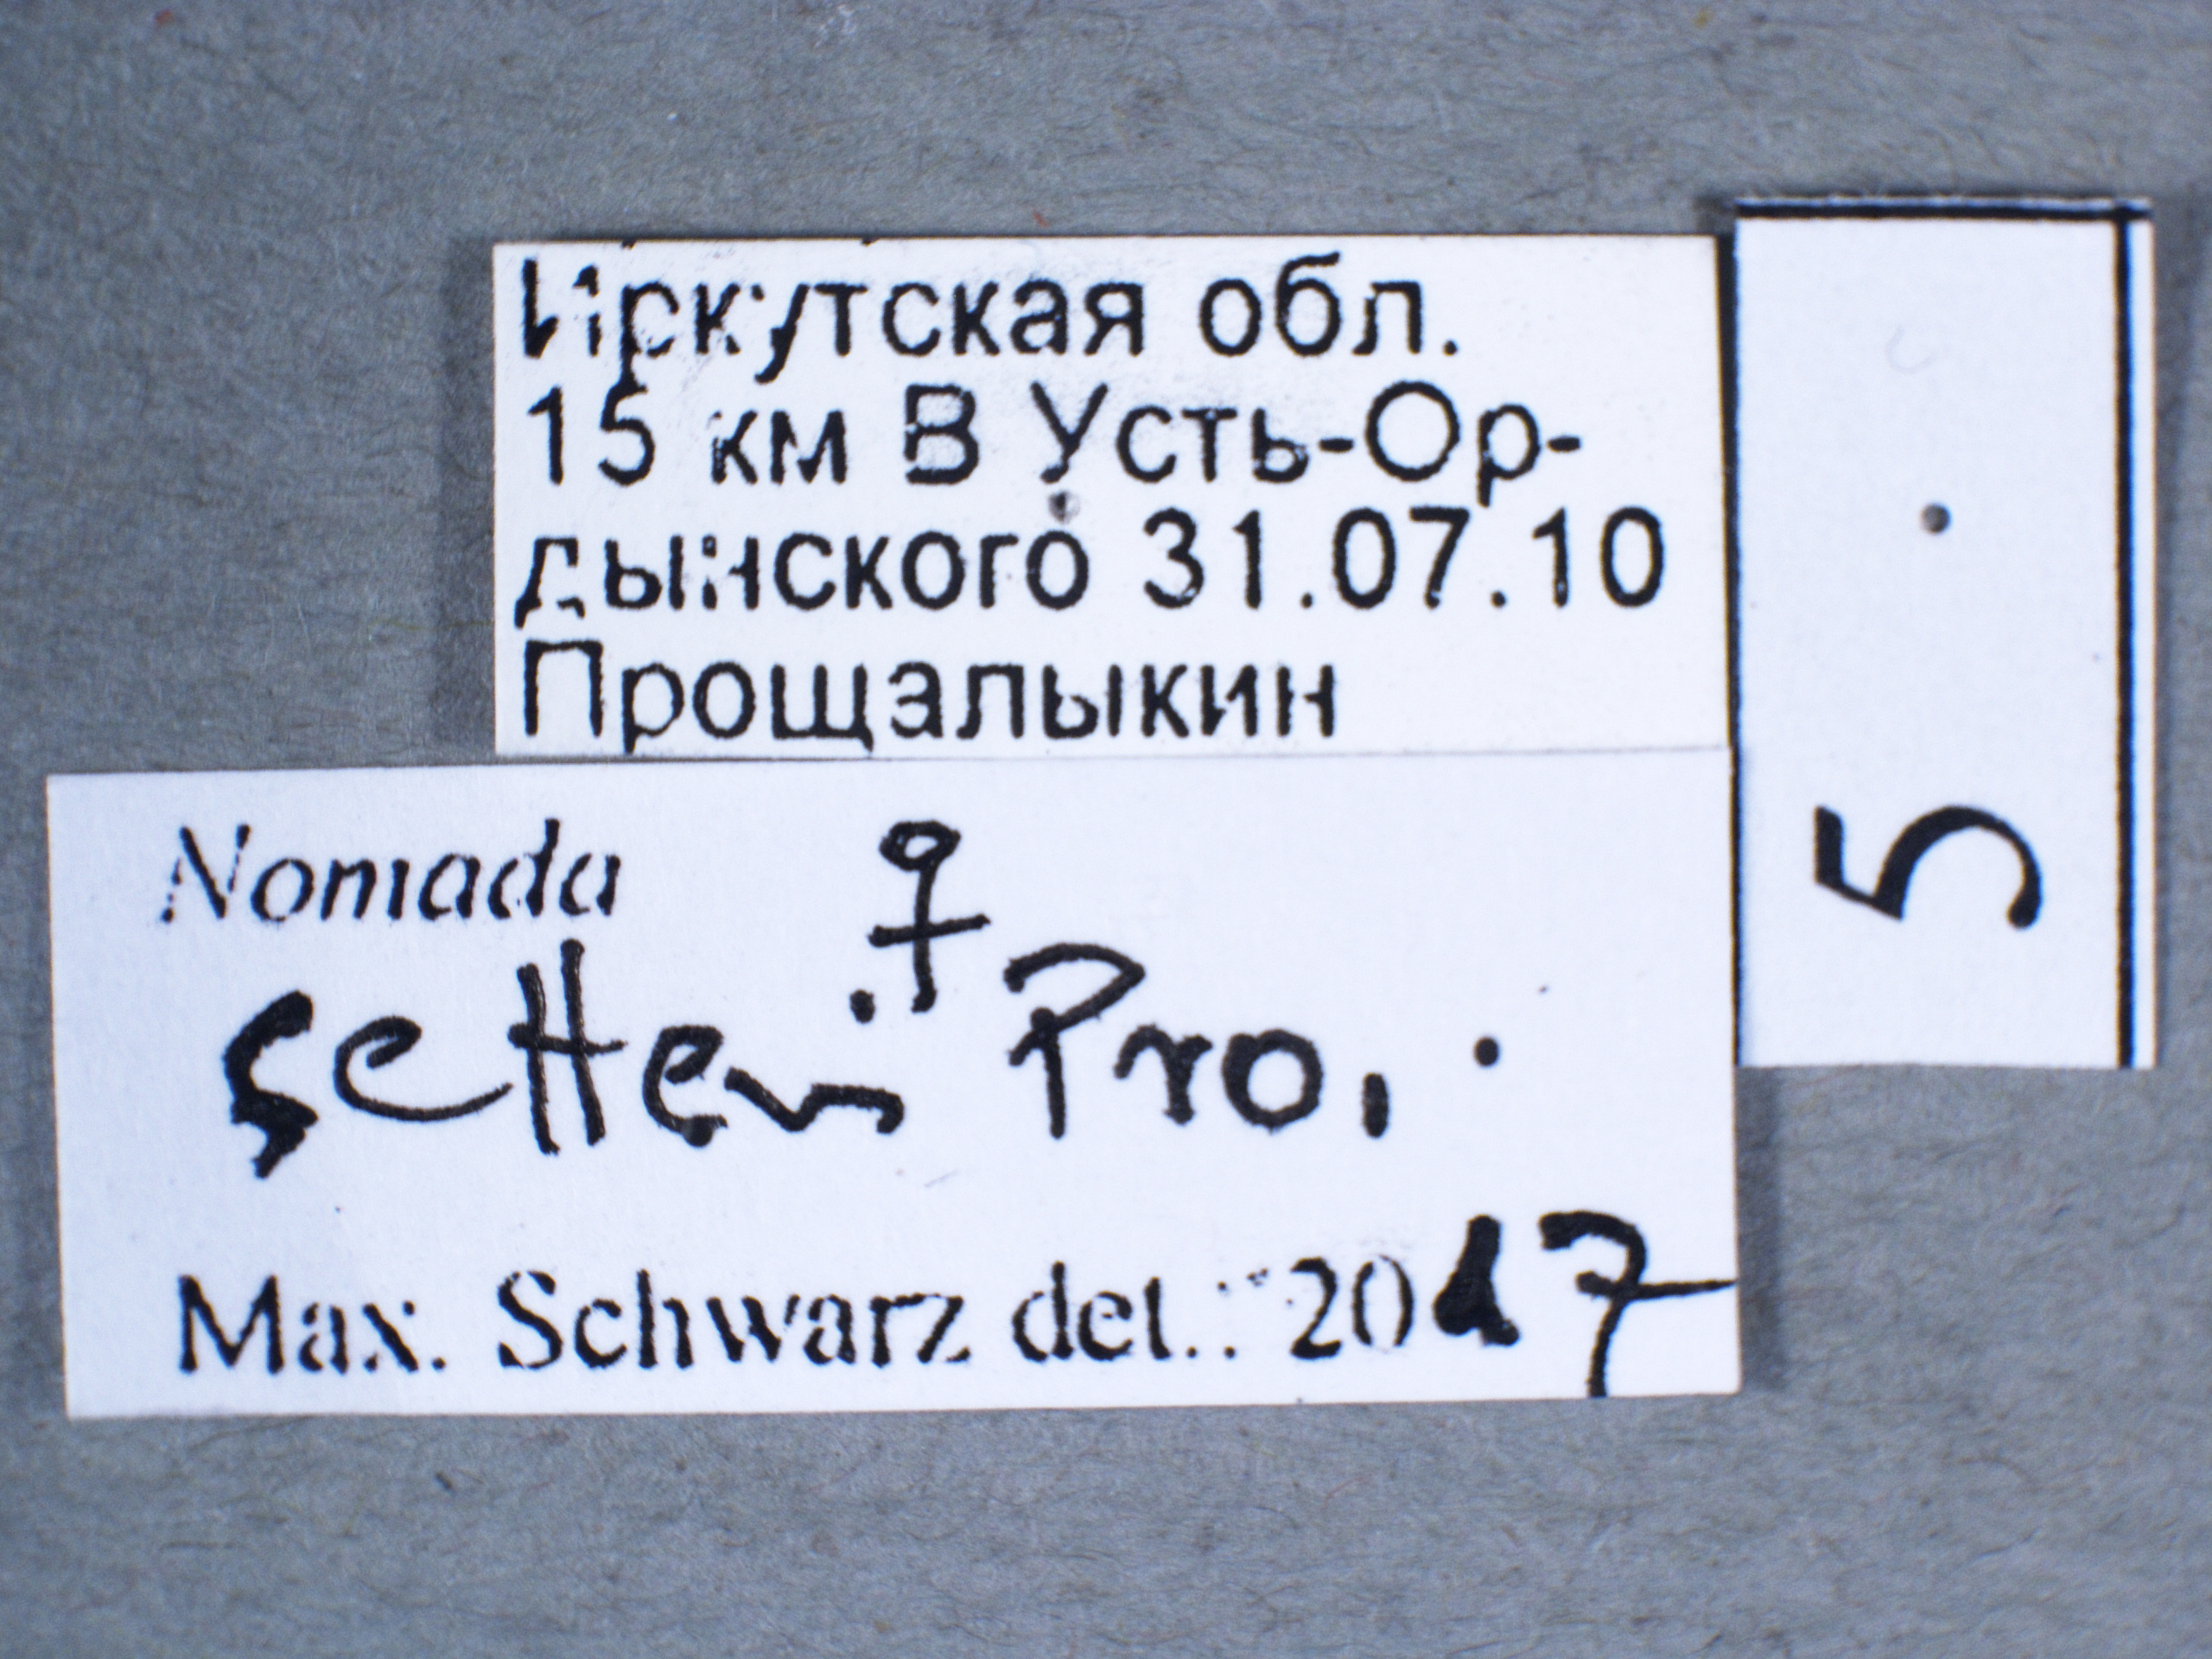 Иркутская обл.
15 км В Усть-Ор-
дынского 31.07.10
Прощалыкин
5
Nomada ♀
Pro.
Max. Schwarz det.: 2017